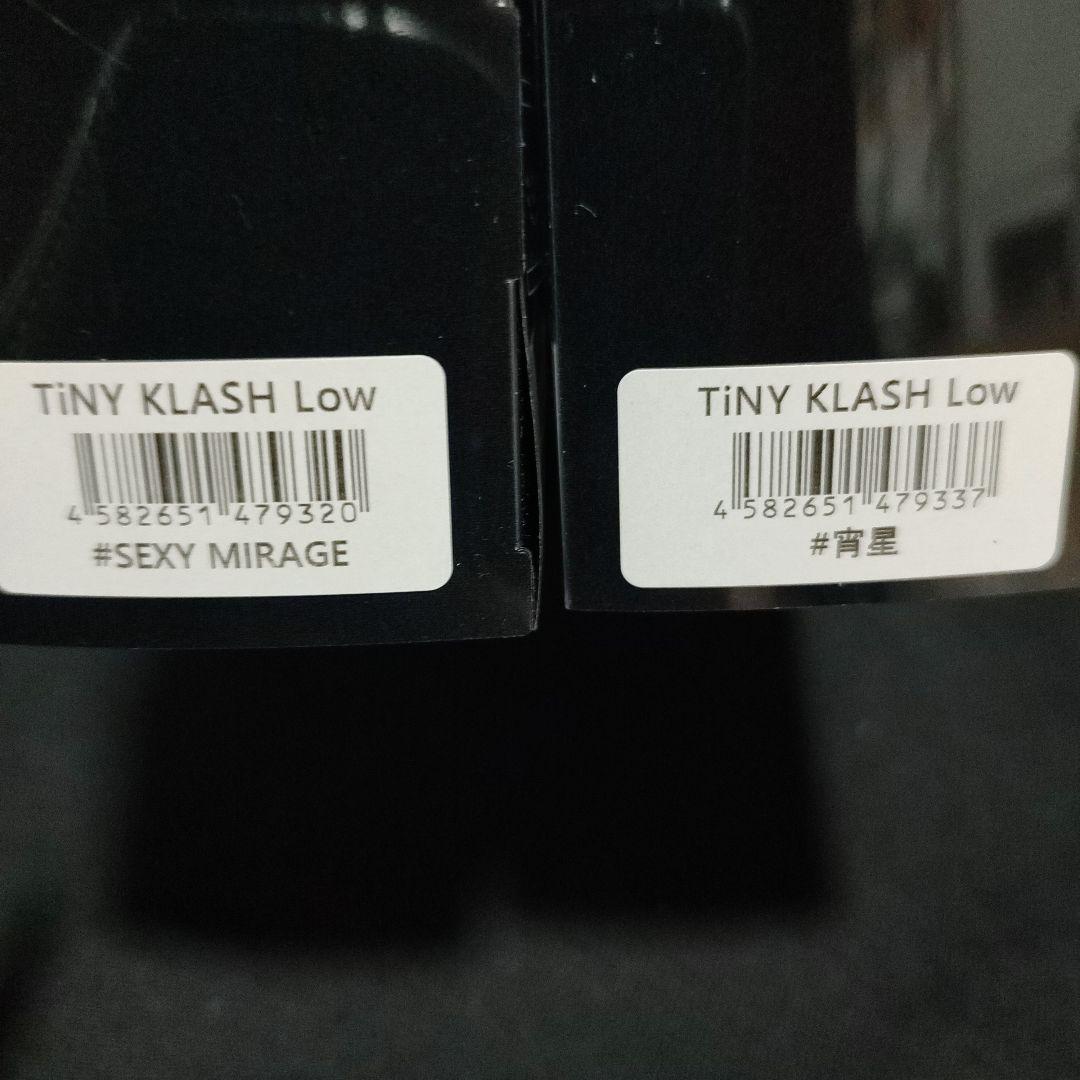 TiNY KLASH Low
4 582651 479320
#SEXY MIRAGE
TiNY KLASH Low
4 582651 479337
#宵星